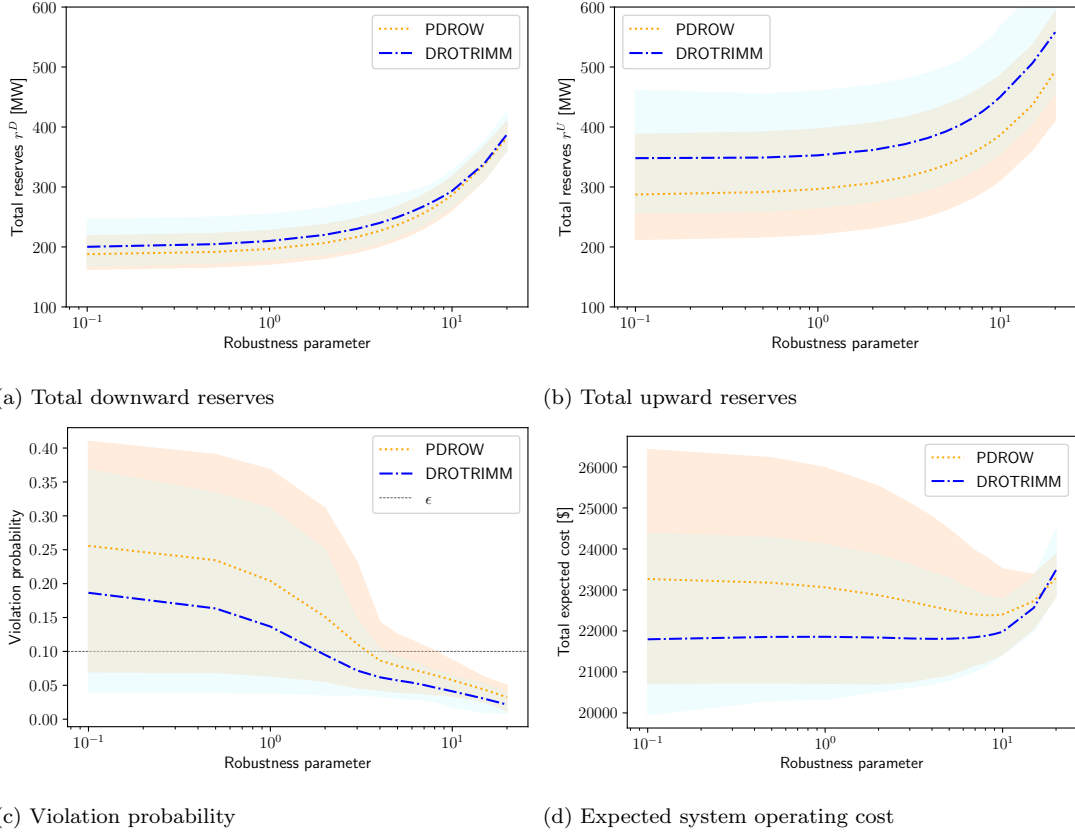 600
500
400
300
200
100
Total reserves r^D [MW]
PDROW
DROTRIMM
10^-1
10^0
10^1
Robustness parameter
(a) Total downward reserves
600
500
400
300
200
100
Total reserves r^U [MW]
PDROW
DROTRIMM
10^-1
10^0
10^1
Robustness parameter
(b) Total upward reserves
0.40
0.35
0.30
0.25
0.20
0.15
0.10
0.05
0.00
Violation probability
PDROW
DROTRIMM
ϵ
10^-1
10^0
10^1
Robustness parameter
(c) Violation probability
26000
25000
24000
23000
22000
21000
20000
Total expected cost [$]
PDROW
DROTRIMM
10^-1
10^0
10^1
Robustness parameter
(d) Expected system operating cost